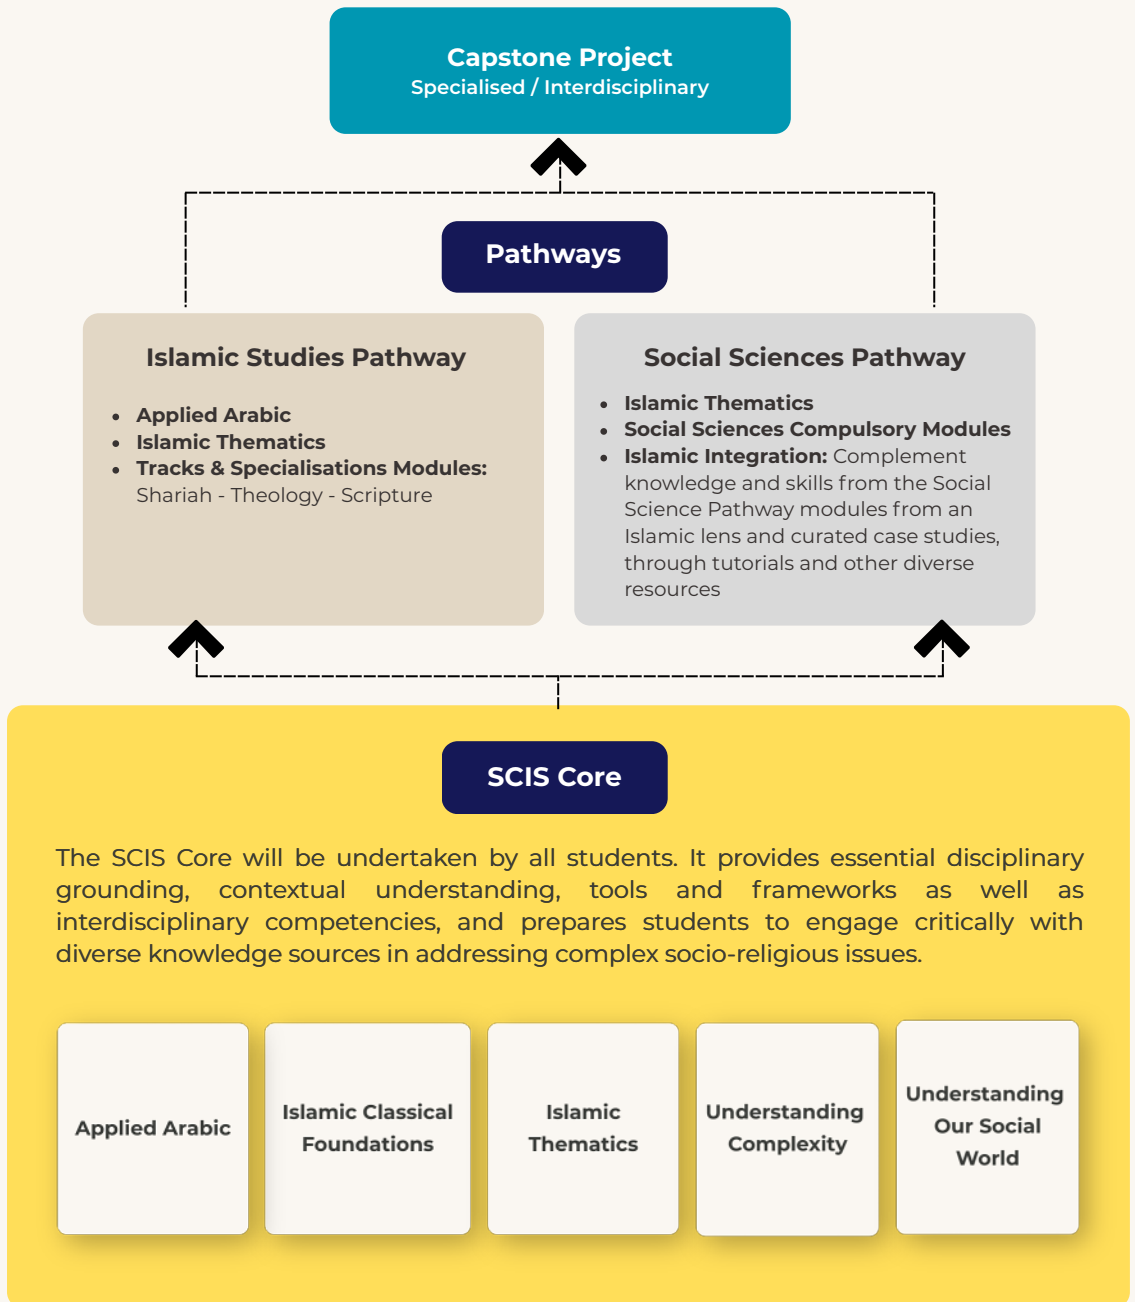 Capstone Project
Specialised / Interdisciplinary
Pathways
Islamic Studies Pathway
• Applied Arabic
• Islamic Thematics
• Tracks & Specialisations Modules:
Shariah - Theology - Scripture
Social Sciences Pathway
• Islamic Thematics
• Social Sciences Compulsory Modules
• Islamic Integration: Complement
knowledge and skills from the Social
Science Pathway modules from an
Islamic lens and curated case studies,
through tutorials and other diverse
resources
SCIS Core
The SCIS Core will be undertaken by all students. It provides essential disciplinary
grounding, contextual understanding, tools and frameworks as well as
interdisciplinary competencies, and prepares students to engage critically with
diverse knowledge sources in addressing complex socio-religious issues.
Applied Arabic
Islamic Classical
Foundations
Islamic
Thematics
Understanding
Complexity
Understanding
Our Social
World